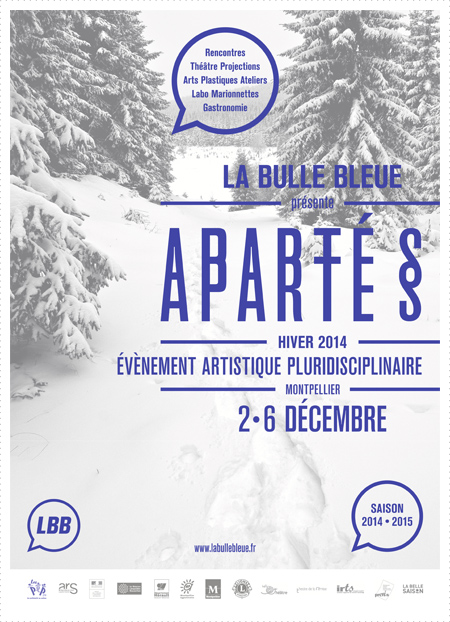 Rencontres
Théâtre Projections
Arts Plastiques Ateliers
Labo Marionnettes
Gastronomie
LA BULLE BLEUE
présente
APARTÉS
HIVER 2014
ÉVÈNEMENT ARTISTIQUE PLURIDISCIPLINAIRE
MONTPELLIER
2•6 DÉCEMBRE
LBB
SAISON
2014 • 2015
www.labullebleue.fr
ars
M
irts
LA BELLE
SAISON